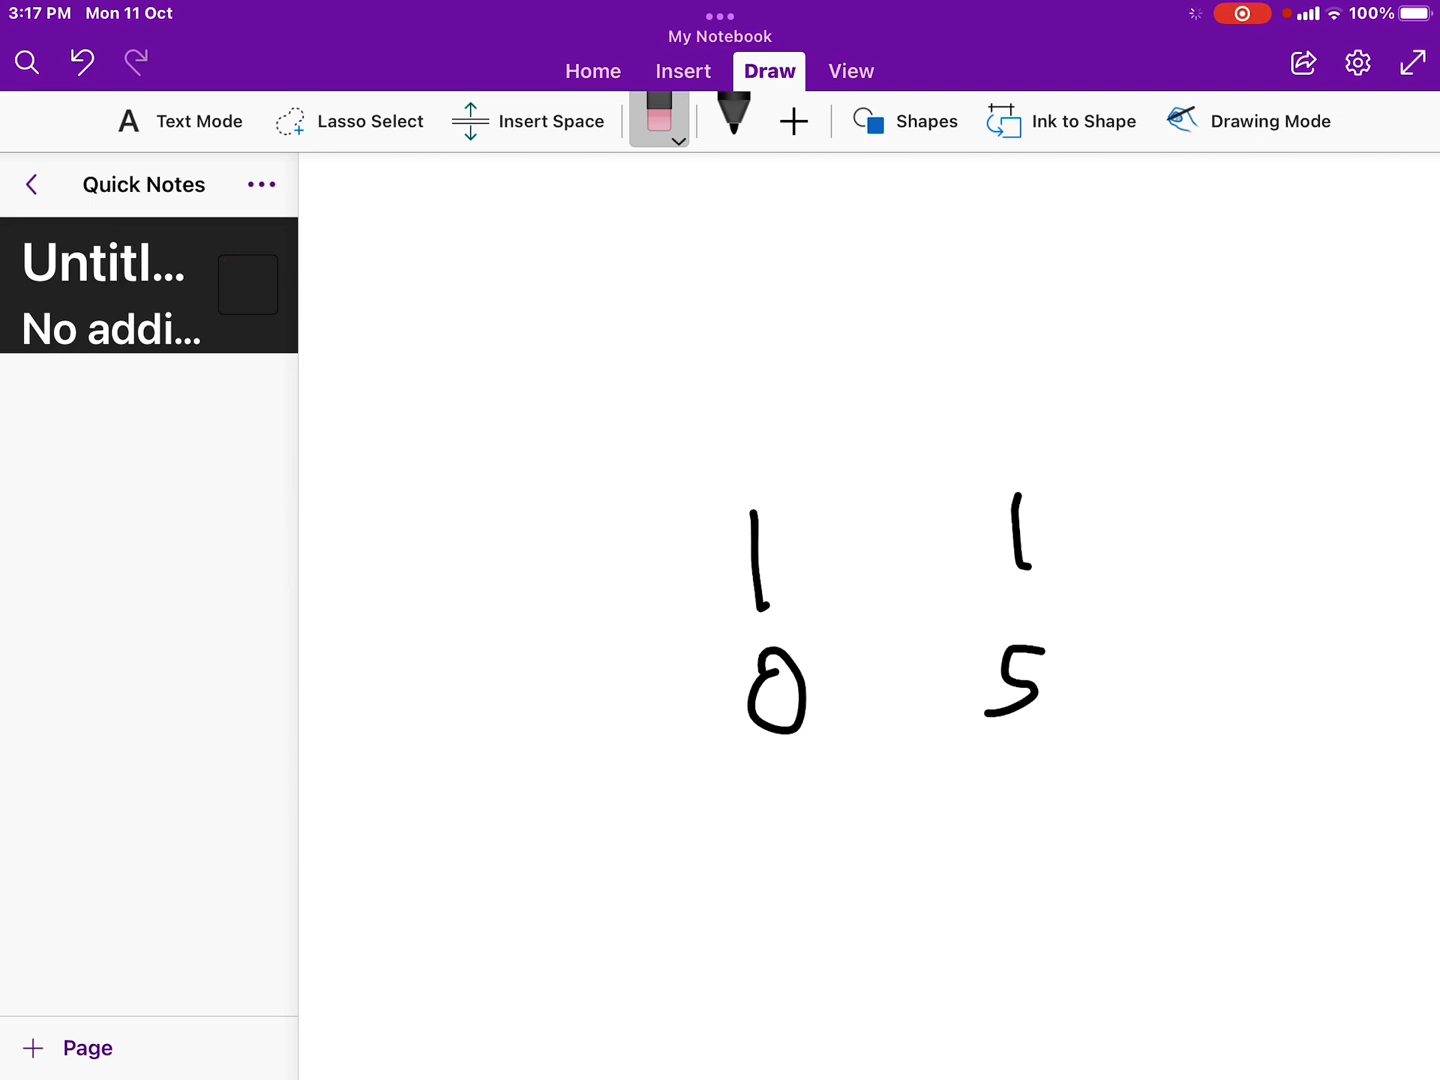 3:17 PM Mon 11 Oct 100%
My Notebook
Home Insert Draw View
A Text Mode Lasso Select Insert Space Shapes Ink to Shape Drawing Mode
Quick Notes
Untitl...
No addi...
1 1
0 5
Page